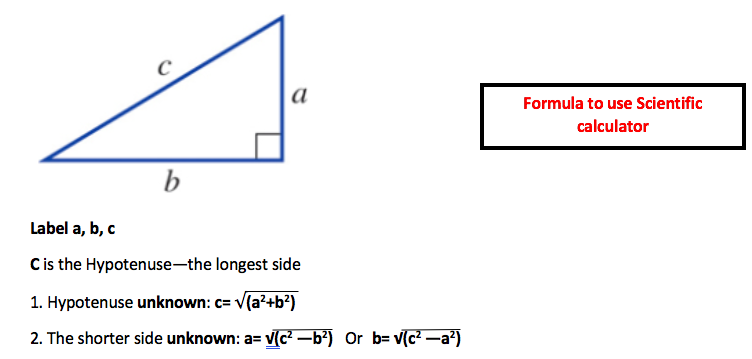 c
a
Formula to use Scientific
calculator
b
Label a, b, c
C is the Hypotenuse—the longest side
1. Hypotenuse unknown: c= √(a²+b²)
2. The shorter side unknown: a= √(c² —b²) Or b= √(c² —a²)